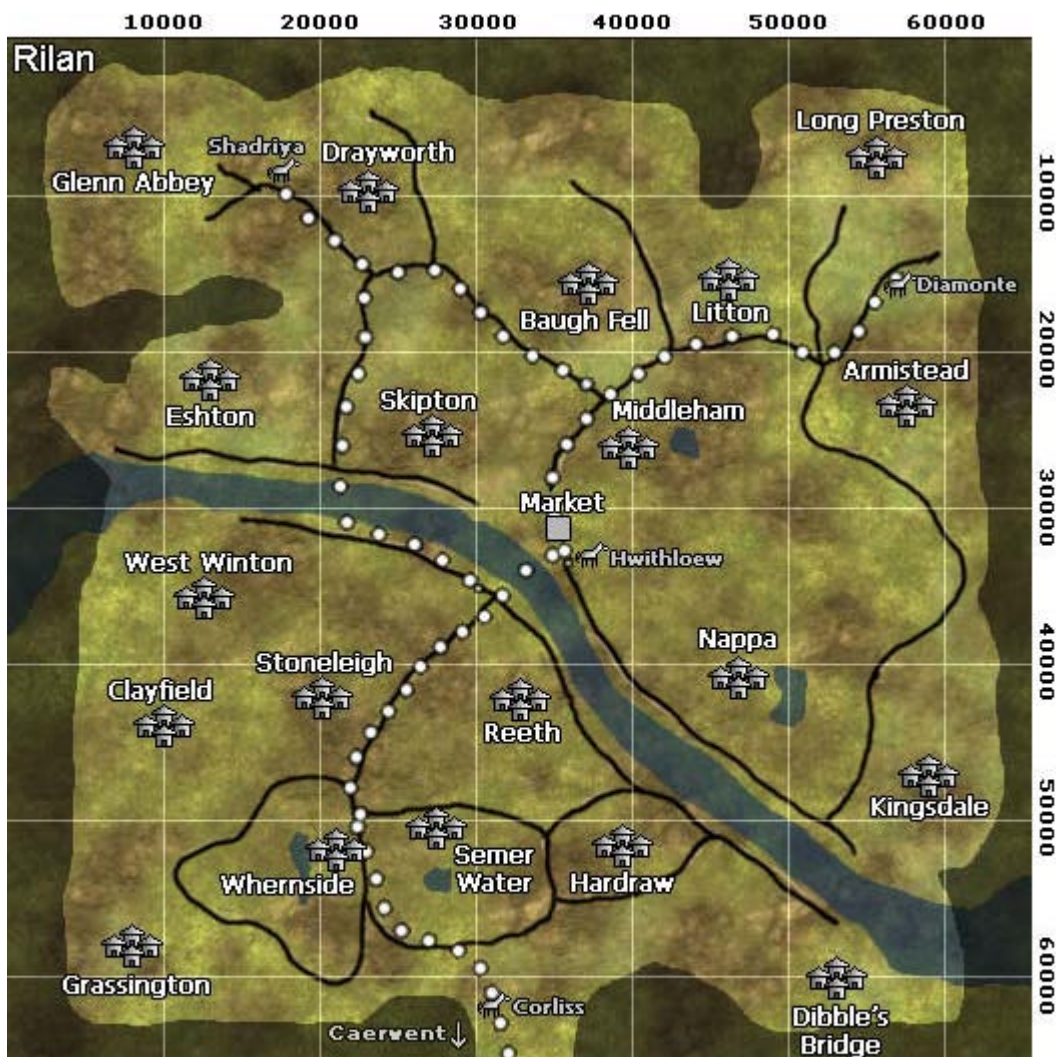 10000 20000 30000 40000 50000 60000
Rilan
Long Preston
Shadriya
Drayworth
Glenn Abbey
10000
Diamonte
Baugh Fell
Litton
20000
Armistead
Eshton
Skipton
Middleham
Market
30000
West Winton
Hwithloew
Nappa
40000
Stoneleigh
Clayfield
Reeth
Kingsdale
50000
Whernside
Semer
Water
Hardraw
Grassington
60000
Corliss
Dibble's
Bridge
Caerwent